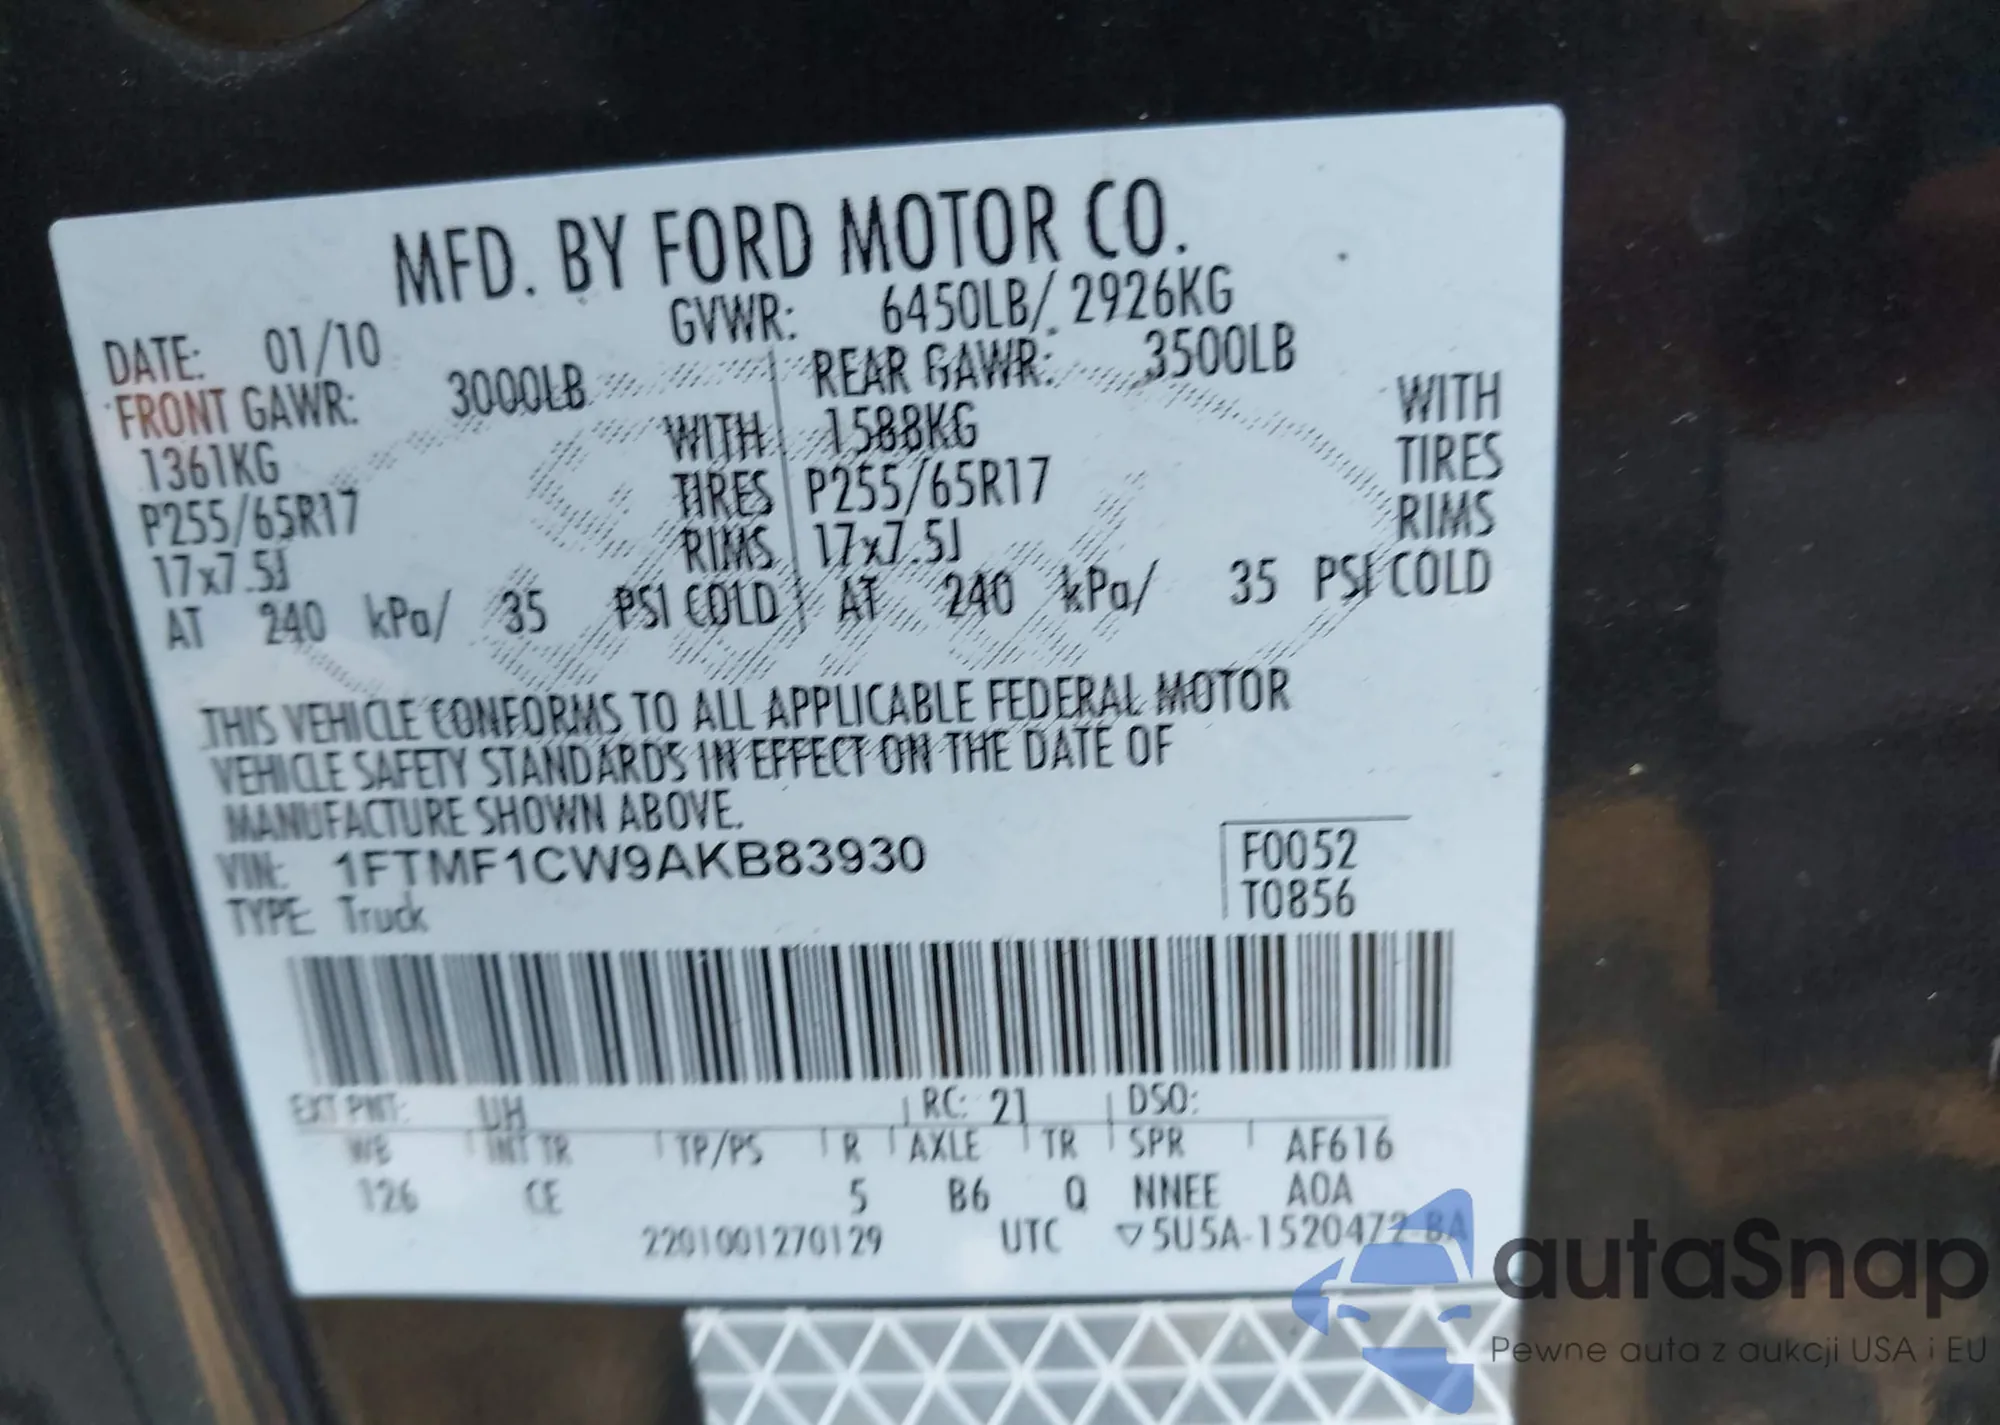 MFD. BY FORD MOTOR CO.
DATE: 01/10 GVWR: 6450LB/ 2926KG
FRONT GAWR: 3000LB REAR GAWR: 3500LB
1361KG WITH 1588KG WITH
P255/65R17 TIRES P255/65R17 TIRES
17x7.5J RIMS 17x7.5J RIMS
AT 240 kPa/ 35 PSI COLD AT 240 kPa/ 35 PSI COLD
THIS VEHICLE CONFORMS TO ALL APPLICABLE FEDERAL MOTOR
VEHICLE SAFETY STANDARDS IN EFFECT ON THE DATE OF
MANUFACTURE SHOWN ABOVE.
VIN: 1FTMF1CW9AKB83930 F0052
TYPE: Truck T0856
EXT PNT: UH RC: 21 DSO:
WB INT TR TP/PS R AXLE TR SPR AF616
126 CE 5 B6 Q NNEE AOA
2201001270129 UTC ▽5U5A-1520472-BA
autaSnap
Pewne auta z aukcji USA i EU